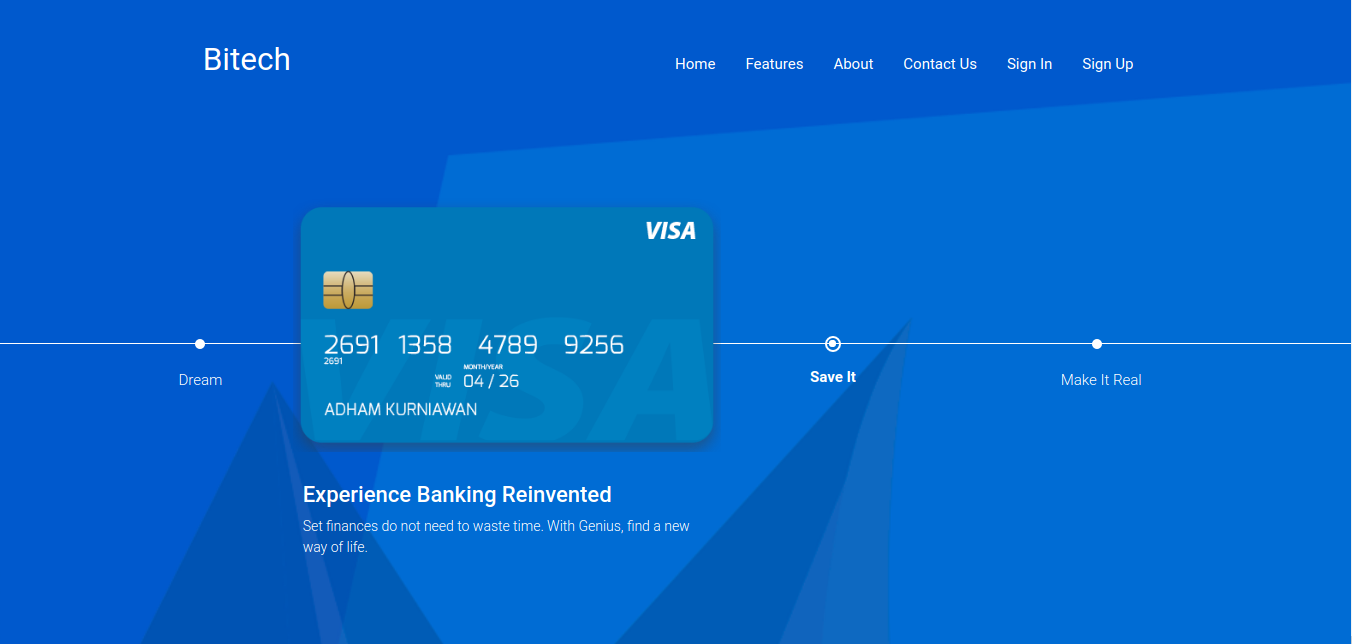 Bitech
Home Features About Contact Us Sign In Sign Up
VISA
VISA
2691 1358 4789 9256
2691
MONTH/YEAR
VALID
THRU
04 / 26
ADHAM KURNIAWAN
Dream
Save It
Make It Real
Experience Banking Reinvented
Set finances do not need to waste time. With Genius, find a new
way of life.